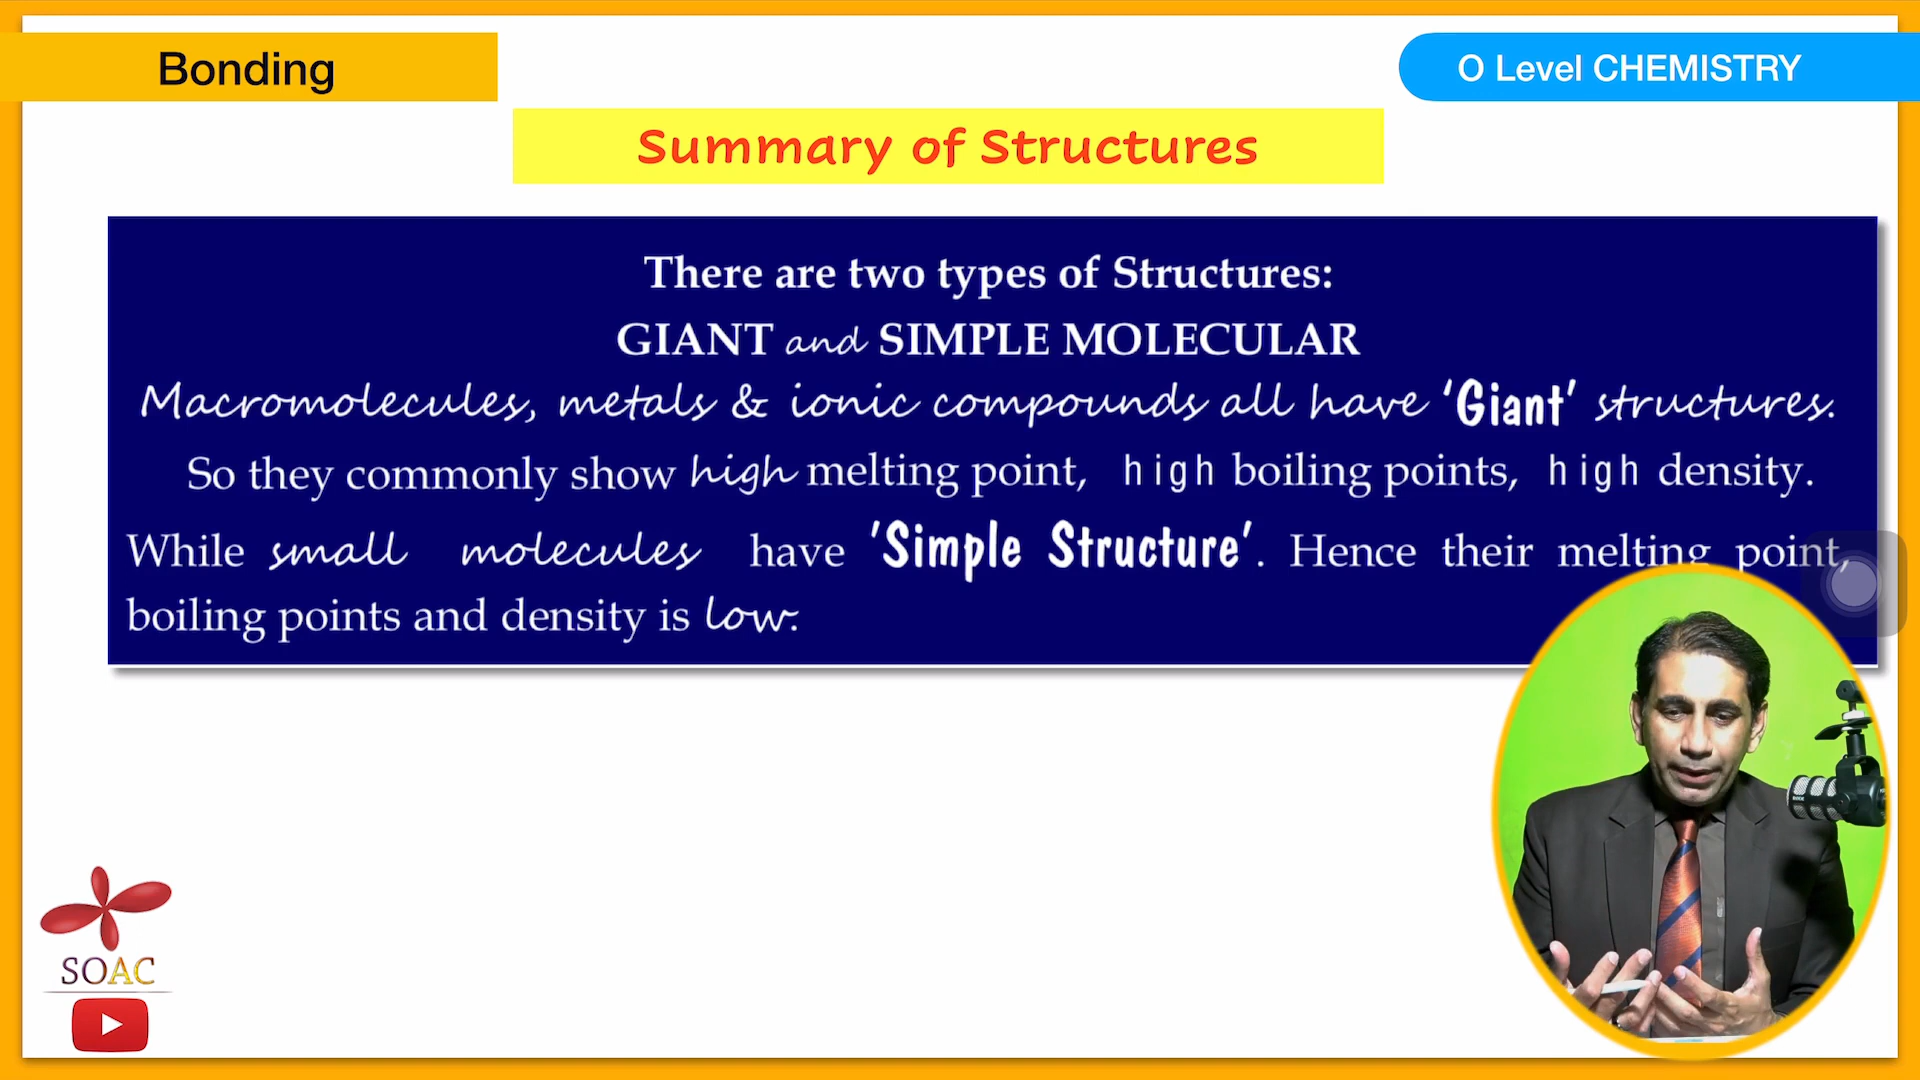 Bonding
O Level CHEMISTRY
Summary of Structures
There are two types of Structures:
GIANT and SIMPLE MOLECULAR
Macromolecules, metals & ionic compounds all have 'Giant' structures.
So they commonly show high melting point, high boiling points, high density.
While small molecules have 'Simple Structure'. Hence their melting point,
boiling points and density is low.
SOAC